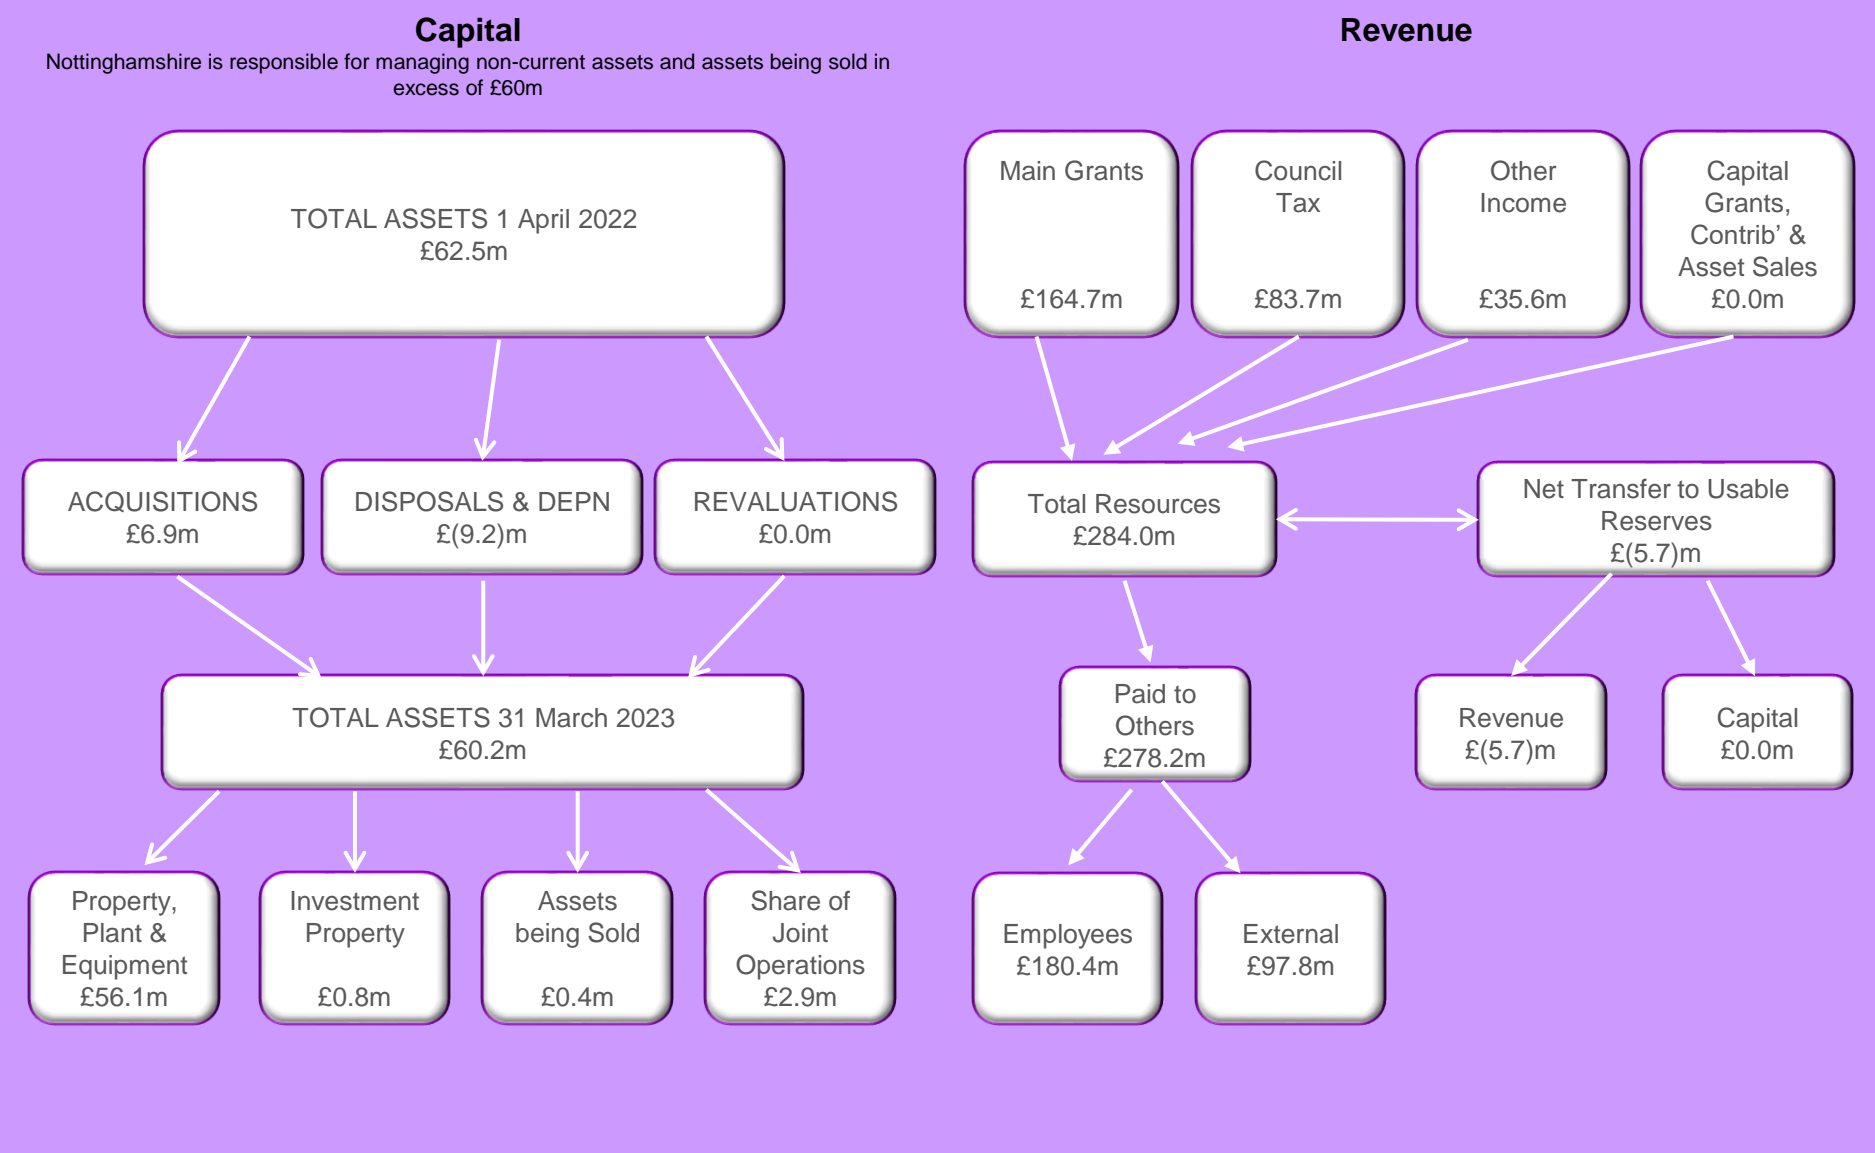 Capital
Nottinghamshire is responsible for managing non-current assets and assets being sold in
excess of £60m
TOTAL ASSETS 1 April 2022
£62.5m
ACQUISITIONS
£6.9m
DISPOSALS & DEPN
£(9.2)m
REVALUATIONS
£0.0m
TOTAL ASSETS 31 March 2023
£60.2m
Property,
Plant &
Equipment
£56.1m
Investment
Property
£0.8m
Assets
being Sold
£0.4m
Share of
Joint
Operations
£2.9m
Revenue
Main Grants
£164.7m
Council
Tax
£83.7m
Other
Income
£35.6m
Capital
Grants,
Contrib’ &
Asset Sales
£0.0m
Total Resources
£284.0m
Net Transfer to Usable
Reserves
£(5.7)m
Paid to
Others
£278.2m
Revenue
£(5.7)m
Capital
£0.0m
Employees
£180.4m
External
£97.8m